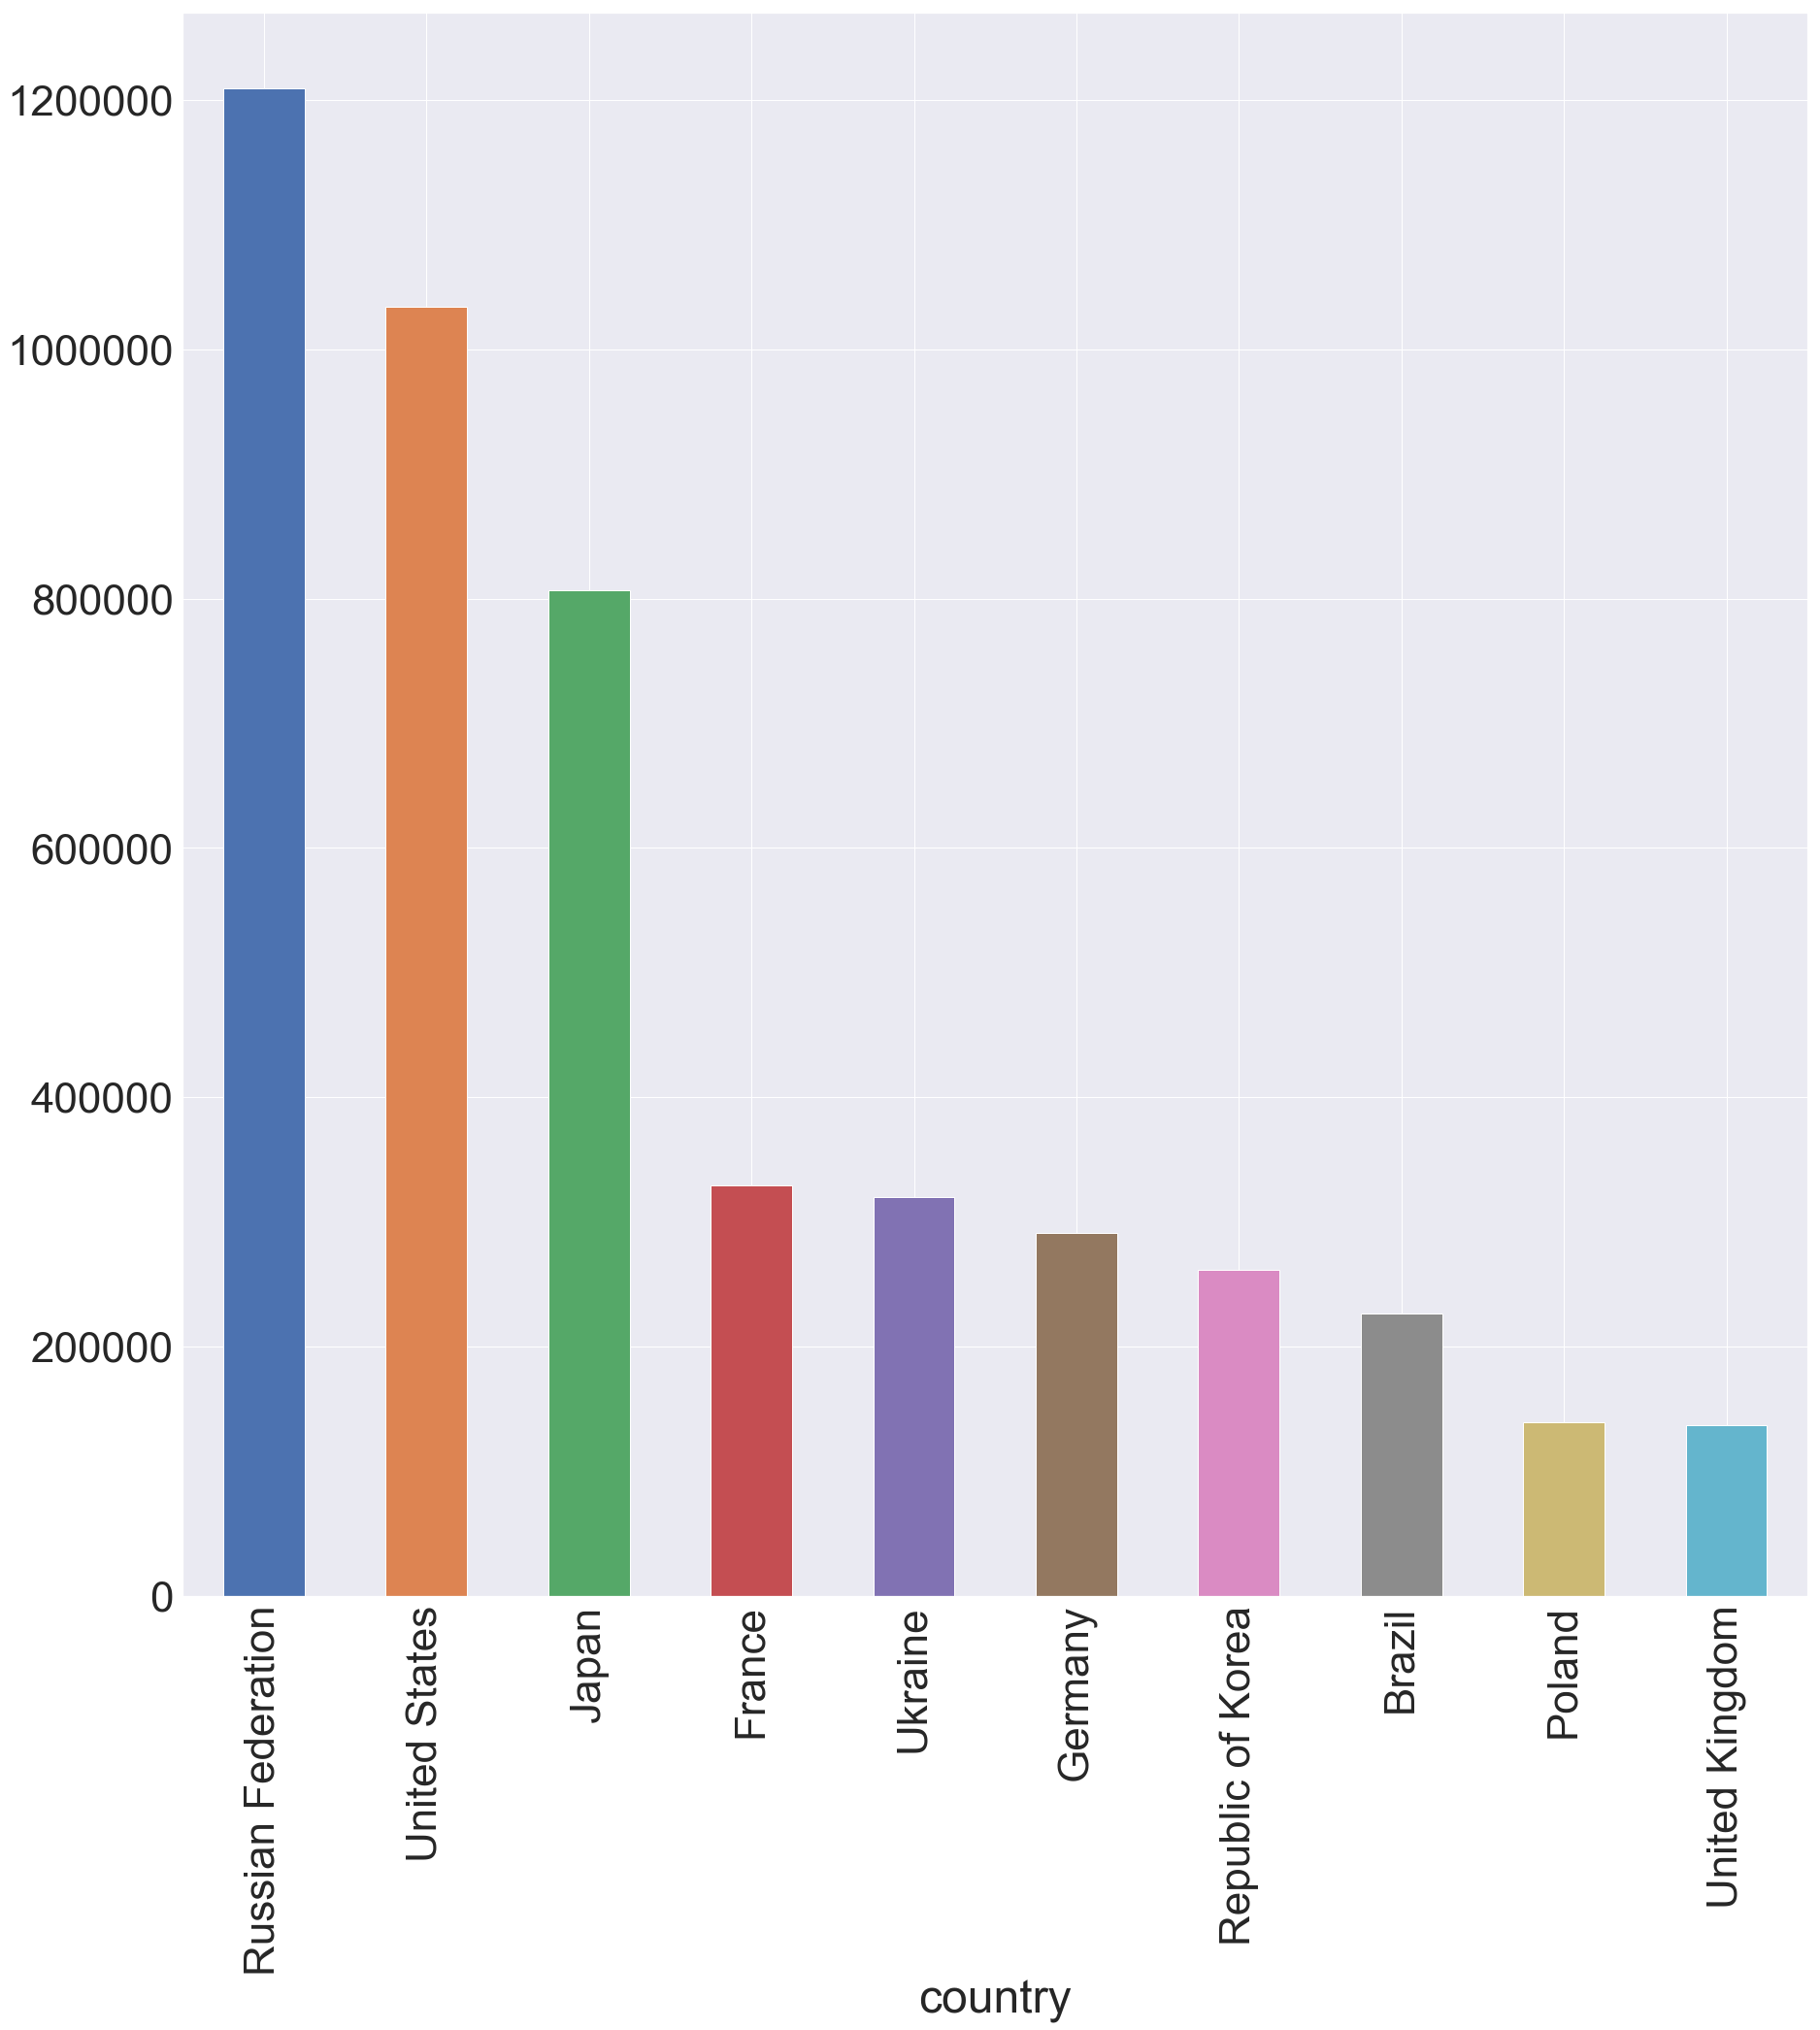 1200000
1000000
800000
600000
400000
200000
0
Russian Federation
United States
Japan
France
Ukraine
Germany
Republic of Korea
Brazil
Poland
United Kingdom
country